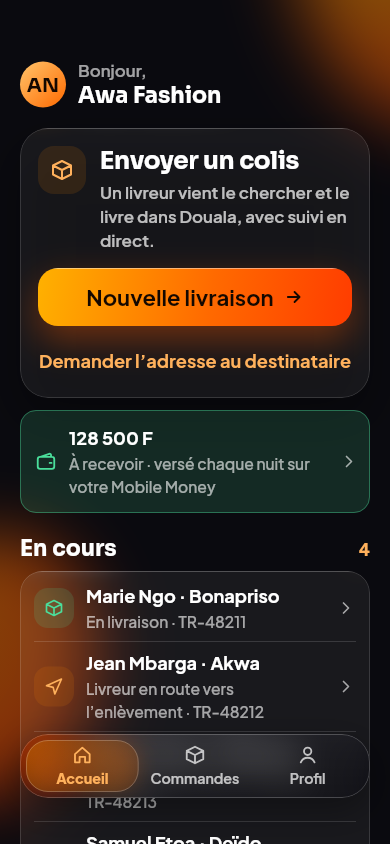 AN
Bonjour,
Awa Fashion
Envoyer un colis
Un livreur vient le chercher et le
livre dans Douala, avec suivi en
direct.
Nouvelle livraison →
Demander l’adresse au destinataire
128 500 F
À recevoir · versé chaque nuit sur
votre Mobile Money
En cours
4
Marie Ngo · Bonapriso
En livraison · TR-48211
Jean Mbarga · Akwa
Livreur en route vers
l’enlèvement · TR-48212
Accueil
Commandes
Profil
TR-48213
Samuel Etoa · Deïdo